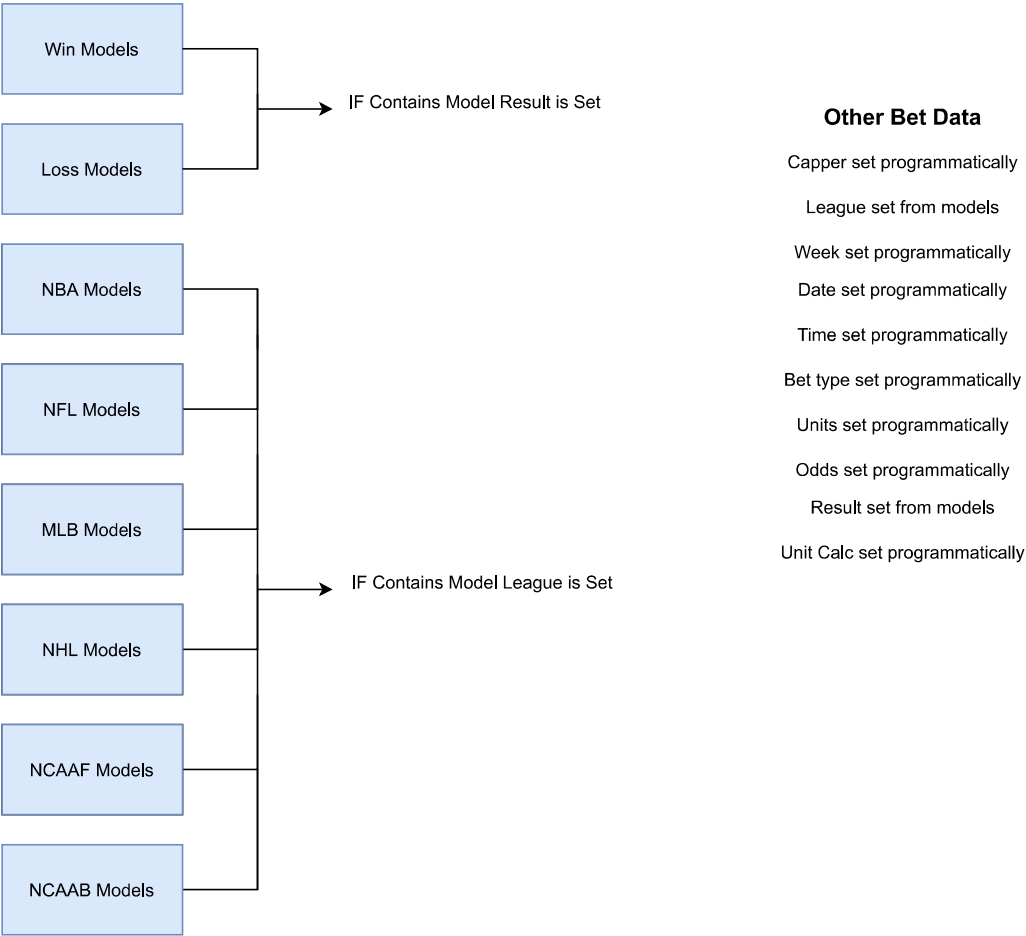 Win Models
IF Contains Model Result is Set
Loss Models
NBA Models
NFL Models
MLB Models
IF Contains Model League is Set
NHL Models
NCAAF Models
NCAAB Models
Other Bet Data
Capper set programmatically
League set from models
Week set programmatically
Date set programmatically
Time set programmatically
Bet type set programmatically
Units set programmatically
Odds set programmatically
Result set from models
Unit Calc set programmatically